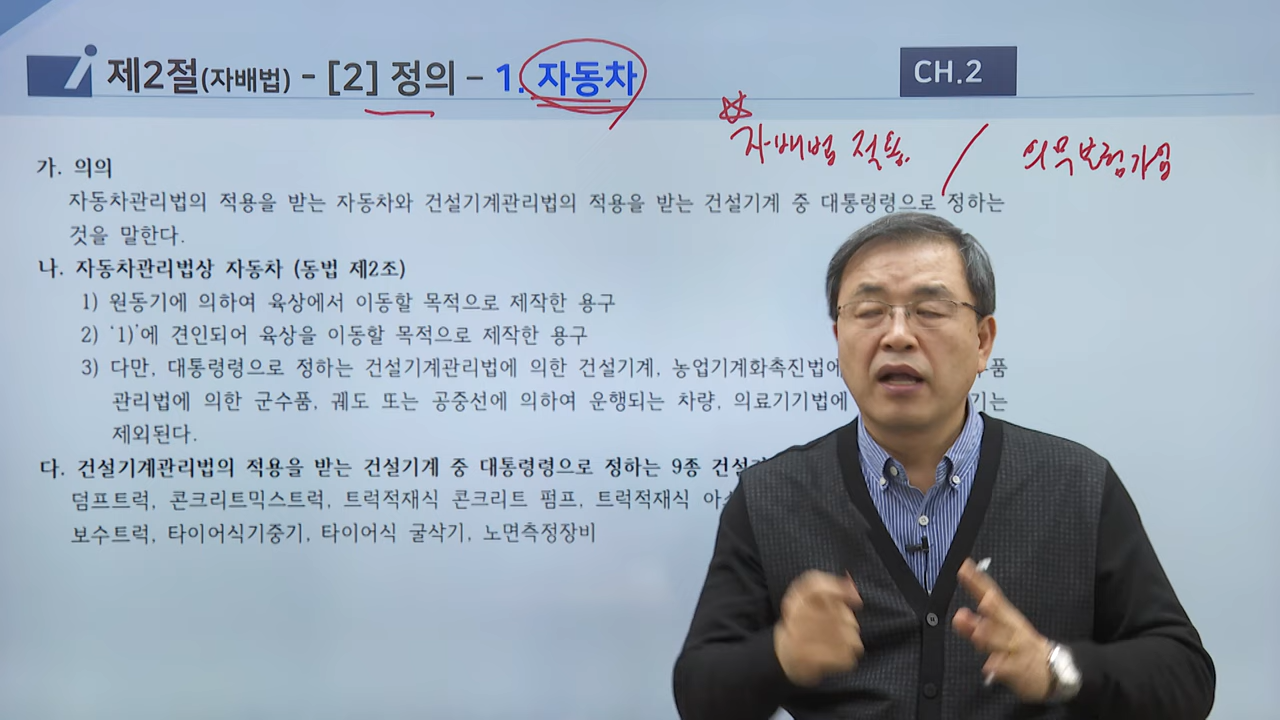 제2절(자배법) - [2] 정의 – 1. 자동차
CH.2
자배법 적용. / 의무보험가입
가. 의의
자동차관리법의 적용을 받는 자동차와 건설기계관리법의 적용을 받는 건설기계 중 대통령령으로 정하는
것을 말한다.
나. 자동차관리법상 자동차 (동법 제2조)
1) 원동기에 의하여 육상에서 이동할 목적으로 제작한 용구
2) ‘1)’에 견인되어 육상을 이동할 목적으로 제작한 용구
3) 다만, 대통령령으로 정하는 건설기계관리법에 의한 건설기계, 농업기계화촉진법에 수품
관리법에 의한 군수품, 궤도 또는 공중선에 의하여 운행되는 차량, 의료기기법에 기는
제외된다.
다. 건설기계관리법의 적용을 받는 건설기계 중 대통령령으로 정하는 9종 건설
덤프트럭, 콘크리트믹스트럭, 트럭적재식 콘크리트 펌프, 트럭적재식
보수트럭, 타이어식기중기, 타이어식 굴삭기, 노면측정장비